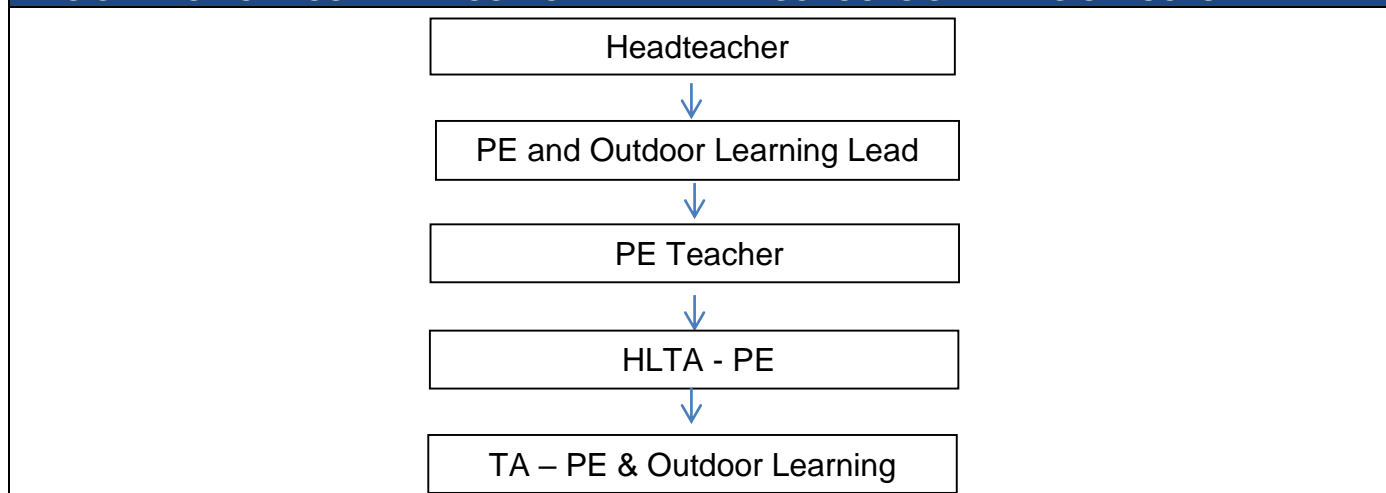 Headteacher
PE and Outdoor Learning Lead
PE Teacher
HLTA - PE
TA – PE & Outdoor Learning